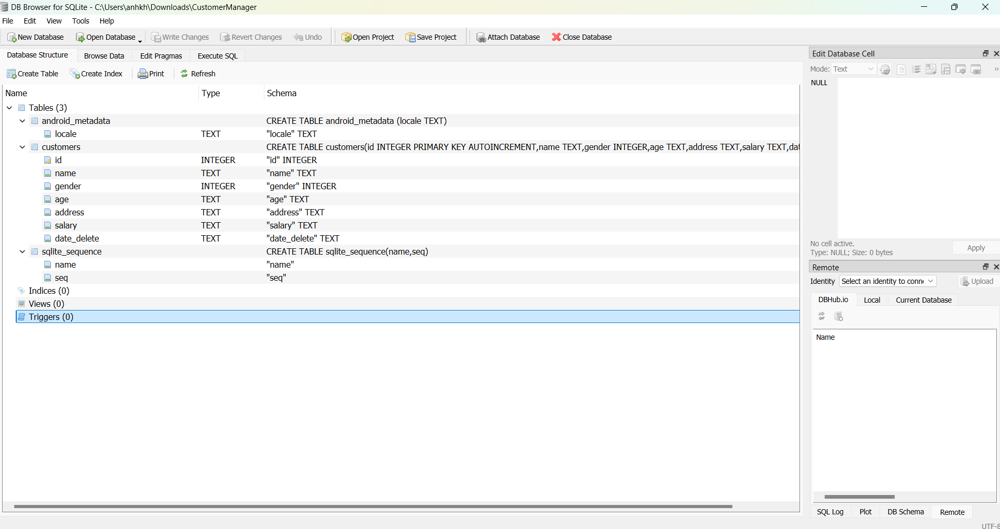 DB Browser for SQLite - C:\Users\anhkh\Downloads\CustomerManager
File Edit View Tools Help
New Database Open Database Write Changes Revert Changes Undo Open Project Save Project Attach Database Close Database
Database Structure Browse Data Edit Pragmas Execute SQL
Create Table Create Index Print Refresh
Name Type Schema
Tables (3)
android_metadata CREATE TABLE android_metadata (locale TEXT)
locale TEXT "locale" TEXT
customers CREATE TABLE customers(id INTEGER PRIMARY KEY AUTOINCREMENT,name TEXT,gender INTEGER,age TEXT,address TEXT,salary TEXT,dat
id INTEGER "id" INTEGER
name TEXT "name" TEXT
gender INTEGER "gender" INTEGER
age TEXT "age" TEXT
address TEXT "address" TEXT
salary TEXT "salary" TEXT
date_delete TEXT "date_delete" TEXT
sqlite_sequence CREATE TABLE sqlite_sequence(name,seq)
name "name"
seq "seq"
Indices (0)
Views (0)
Triggers (0)
Edit Database Cell
Mode: Text
NULL
No cell active.
Type: NULL; Size: 0 bytes
Apply
Remote
Identity Select an identity to conne Upload
DBHub.io Local Current Database
Name
SQL Log Plot DB Schema Remote
UTF-8